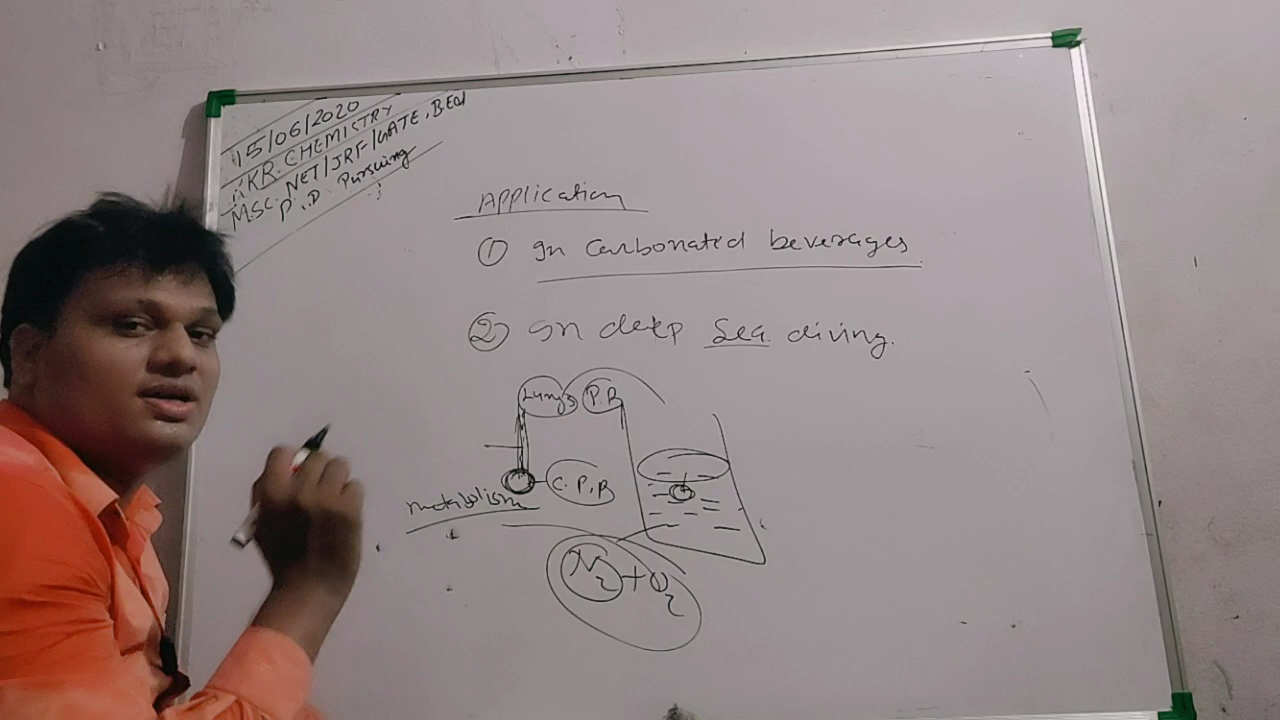 15/06/2020
KR. CHEMISTRY
MSC. NET/JRF/GATE, BEd
P..D. Pursuing
Application
① In Carbonated beverages
② In deep Sea diving.
Lungs P.B
C.P.B
metabolism
N2 + O2